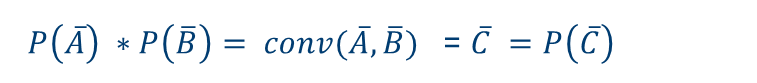 P(Ā) * P(B̄) = conv(Ā, B̄) = C̄ = P(C̄)